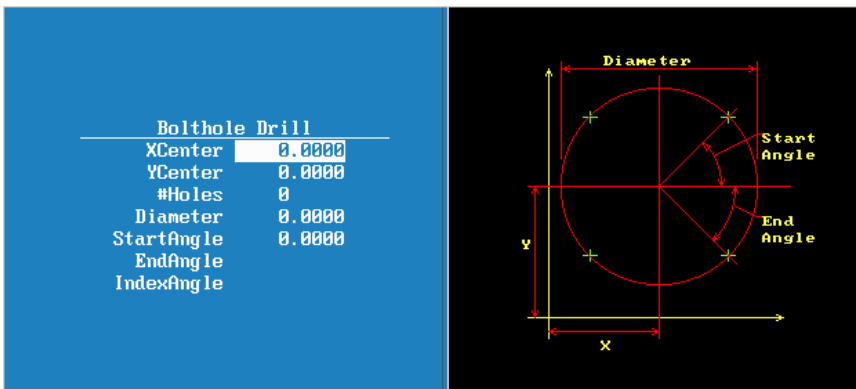 Bolthole Drill
XCenter 0.0000
YCenter 0.0000
#Holes 0
Diameter 0.0000
StartAngle 0.0000
EndAngle
IndexAngle
Diameter
Start
Angle
End
Angle
Y
X